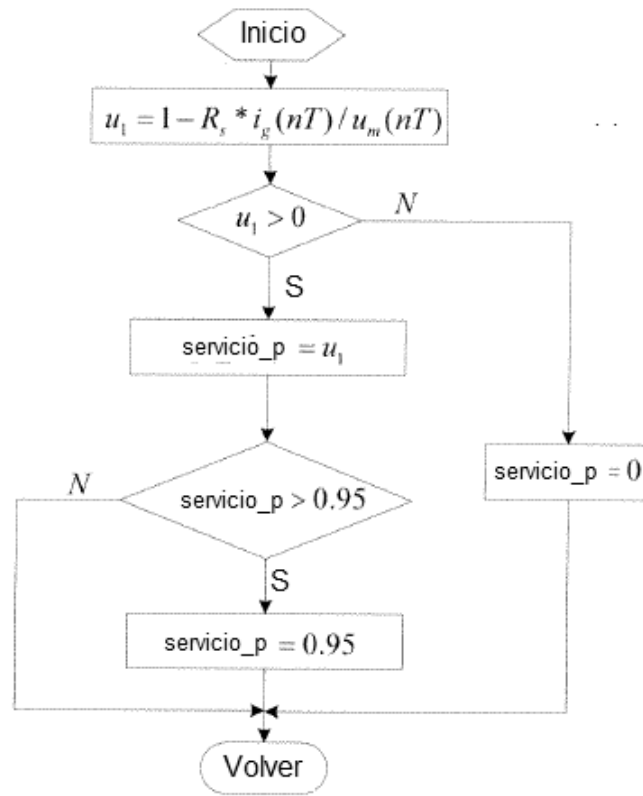 Inicio
u₁ = 1 − Rₛ * i_g(nT) / uₘ(nT)
u₁ > 0
N
S
servicio_p = u₁
N
servicio_p > 0.95
servicio_p = 0
S
servicio_p = 0.95
Volver